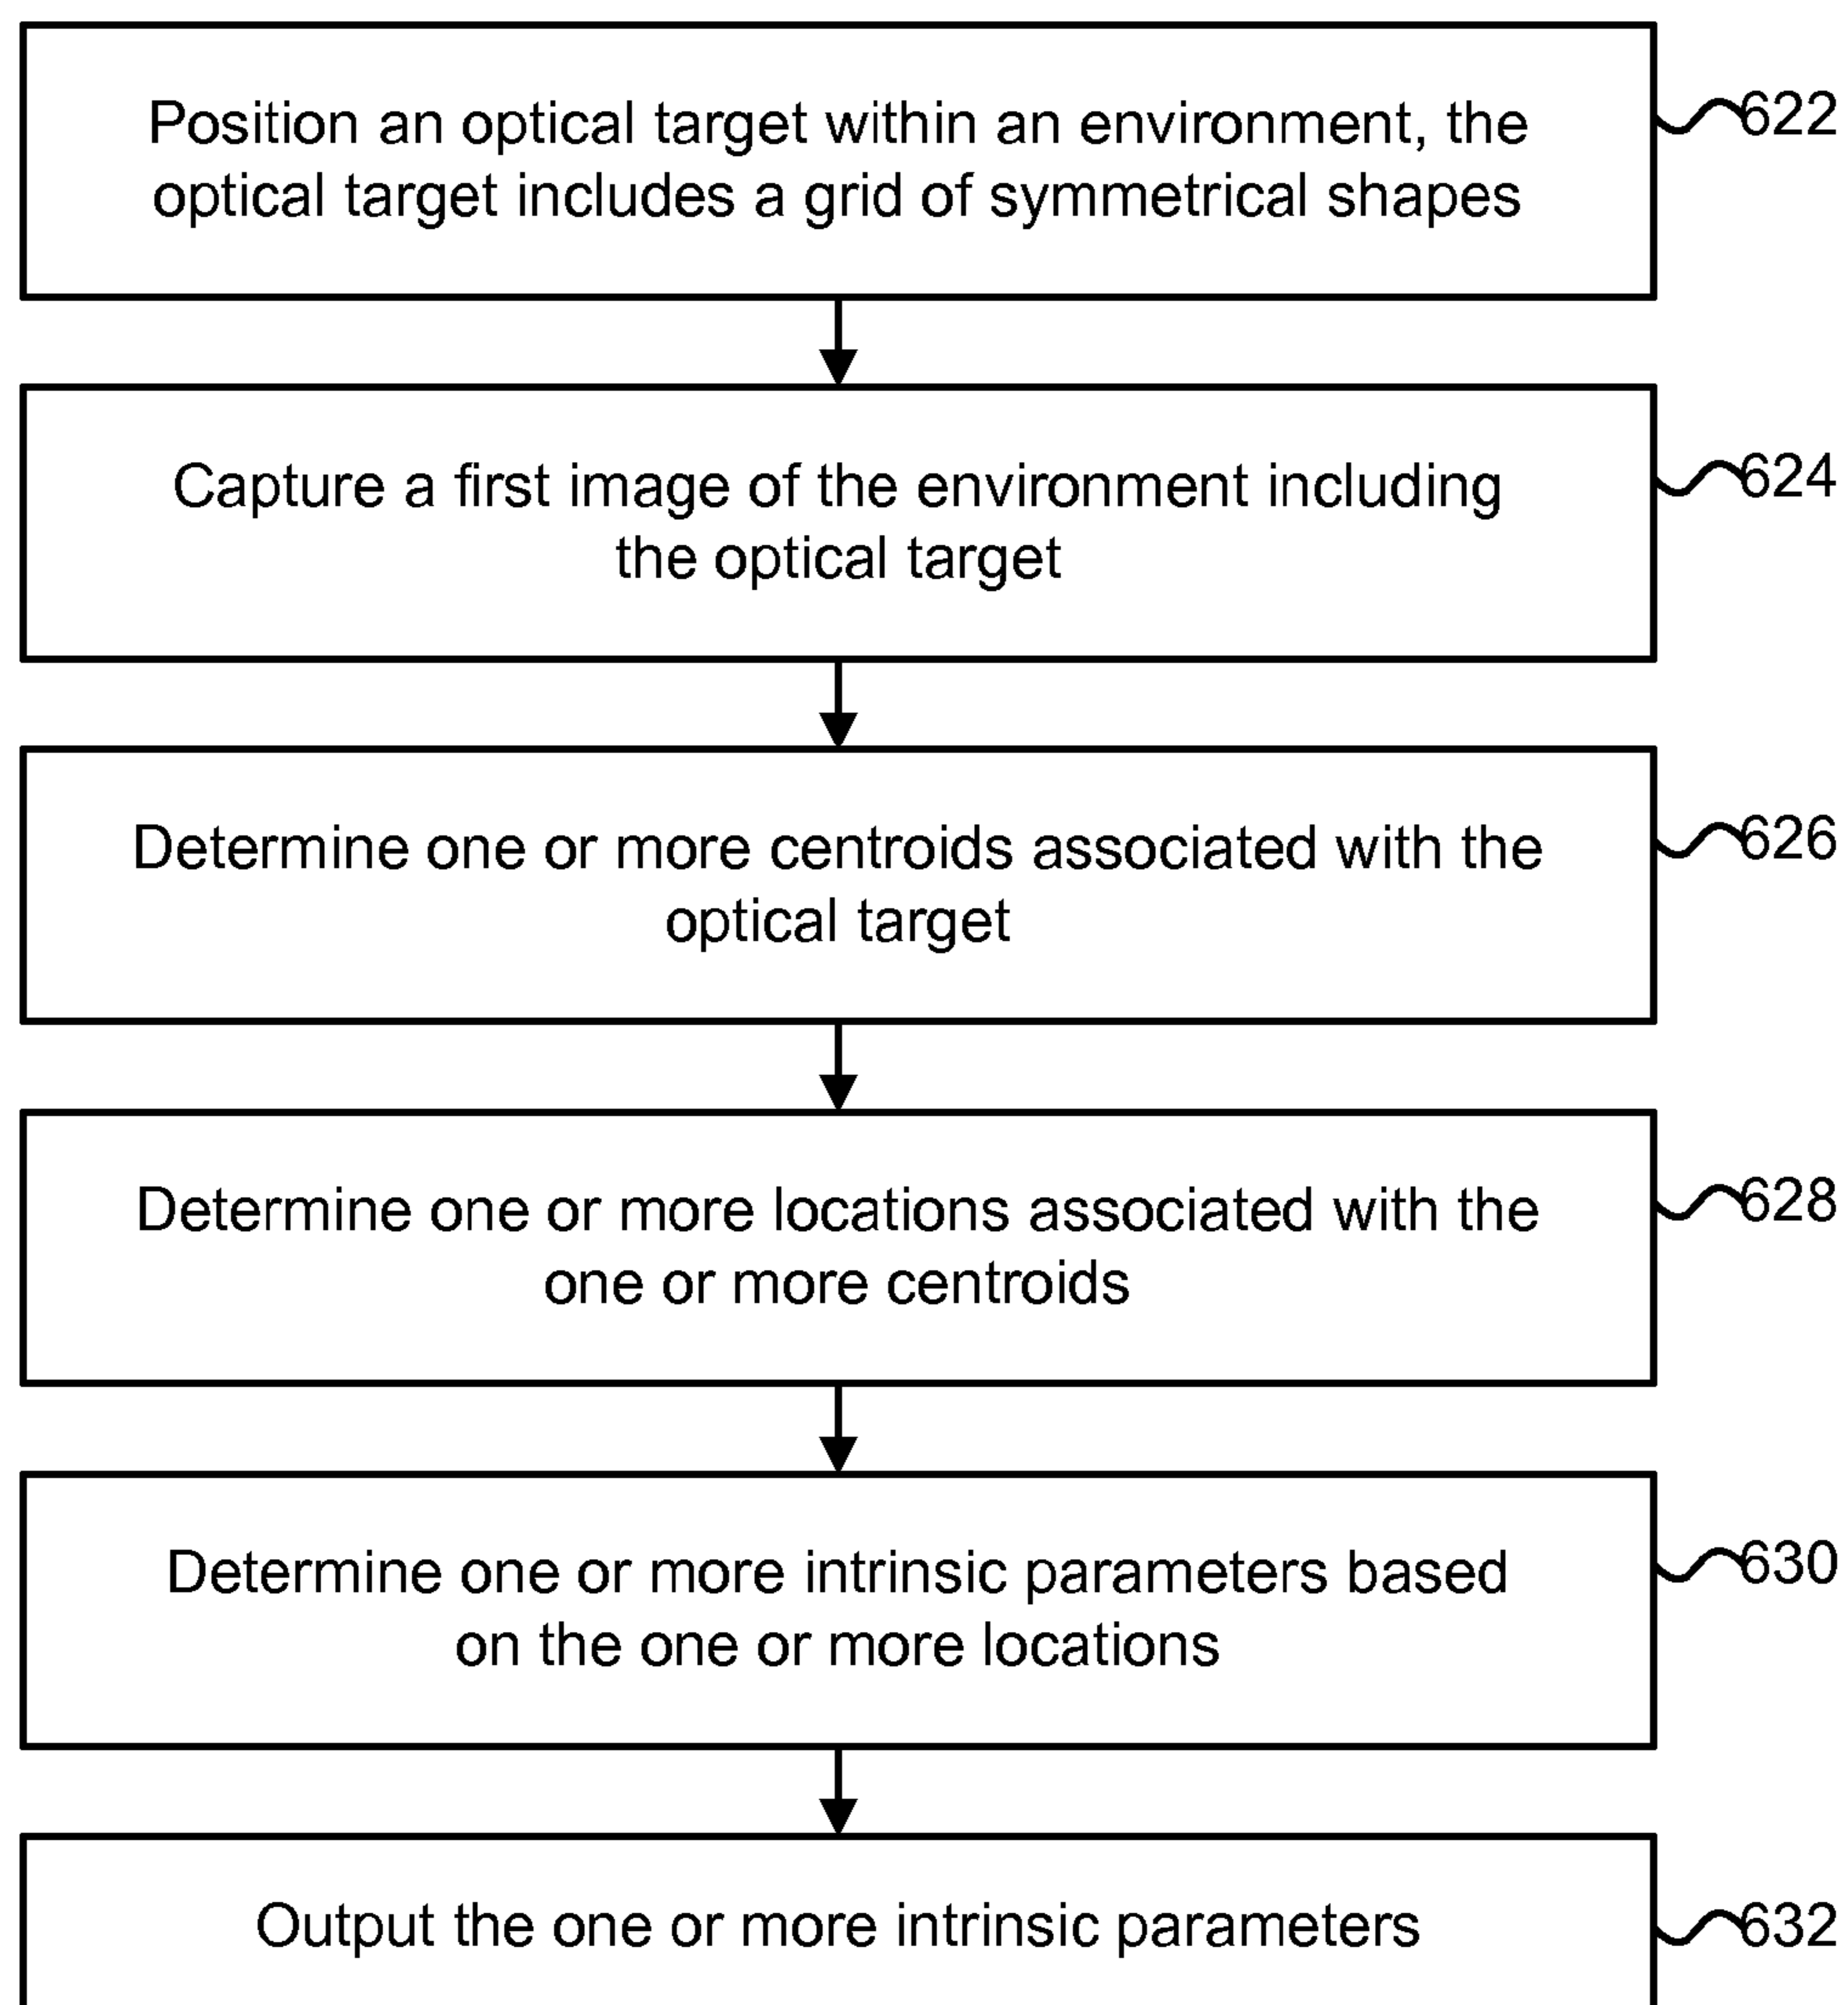 Position an optical target within an environment, the
optical target includes a grid of symmetrical shapes
622
Capture a first image of the environment including
the optical target
624
Determine one or more centroids associated with the
optical target
626
Determine one or more locations associated with the
one or more centroids
628
Determine one or more intrinsic parameters based
on the one or more locations
630
Output the one or more intrinsic parameters
632